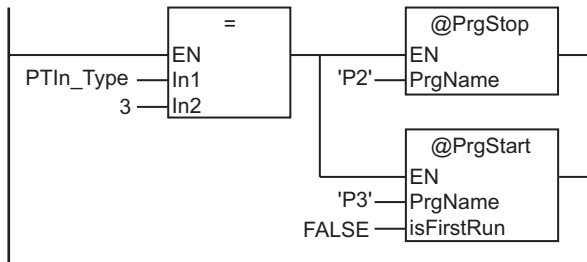 =
EN
PTIn_Type In1
3 In2
@PrgStop
EN
'P2' PrgName
@PrgStart
EN
'P3' PrgName
FALSE isFirstRun